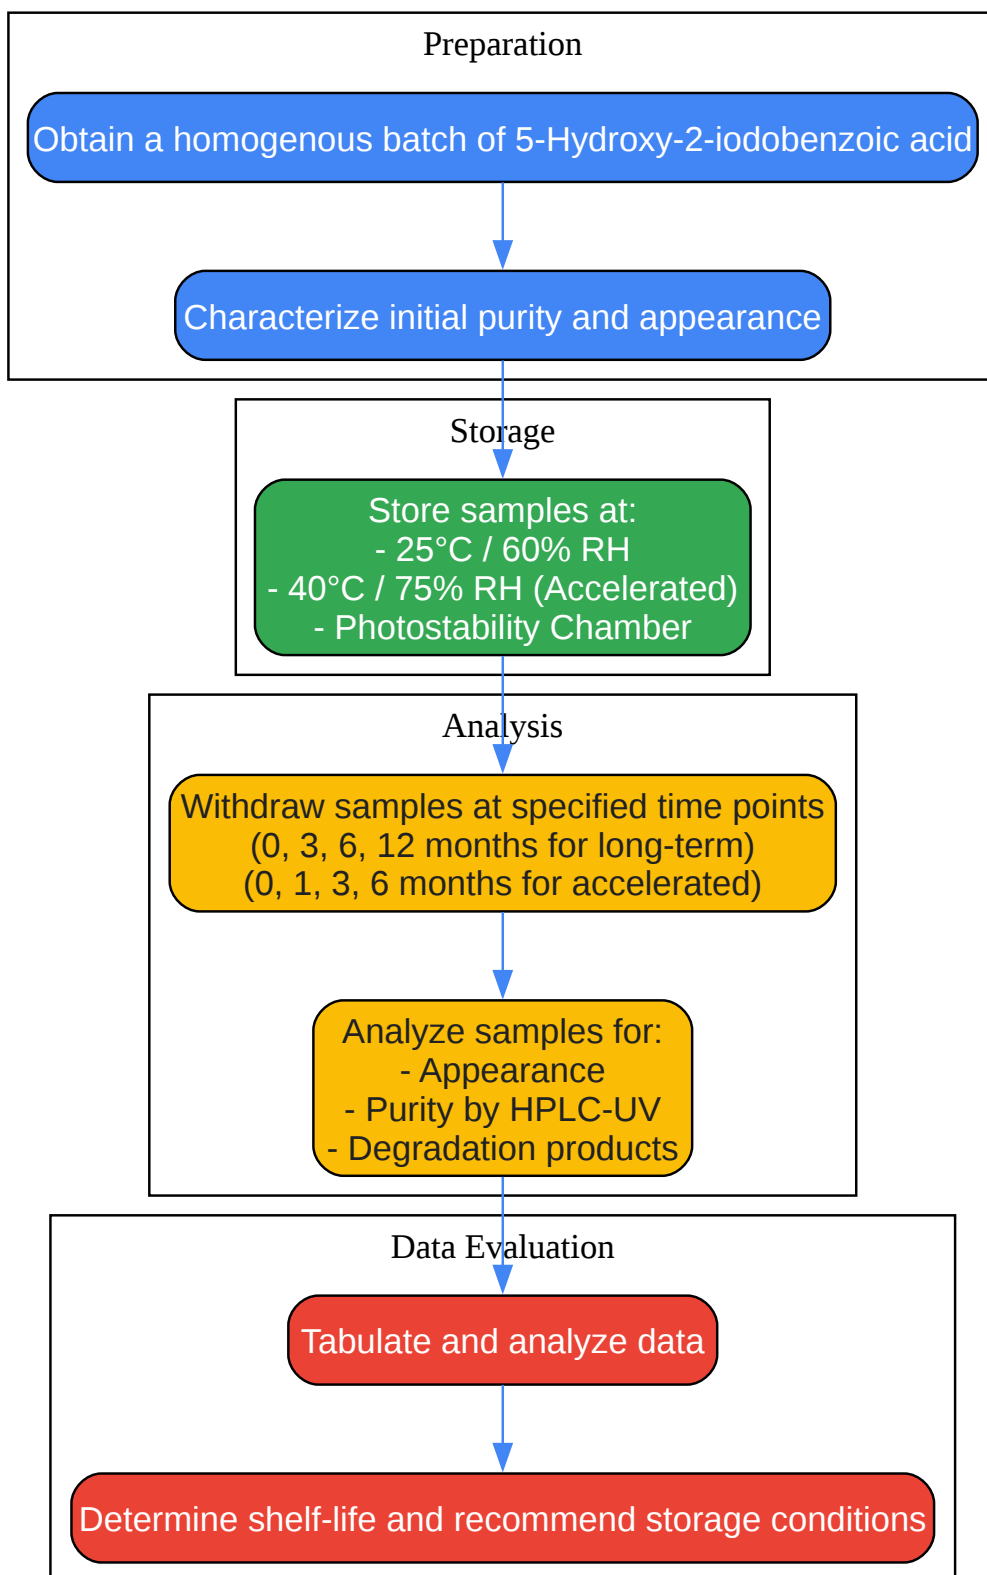 Preparation
Obtain a homogenous batch of 5-Hydroxy-2-iodobenzoic acid
Characterize initial purity and appearance
Storage
Store samples at:
- 25°C / 60% RH
- 40°C / 75% RH (Accelerated)
- Photostability Chamber
Analysis
Withdraw samples at specified time points
(0, 3, 6, 12 months for long-term)
(0, 1, 3, 6 months for accelerated)
Analyze samples for:
- Appearance
- Purity by HPLC-UV
- Degradation products
Data Evaluation
Tabulate and analyze data
Determine shelf-life and recommend storage conditions